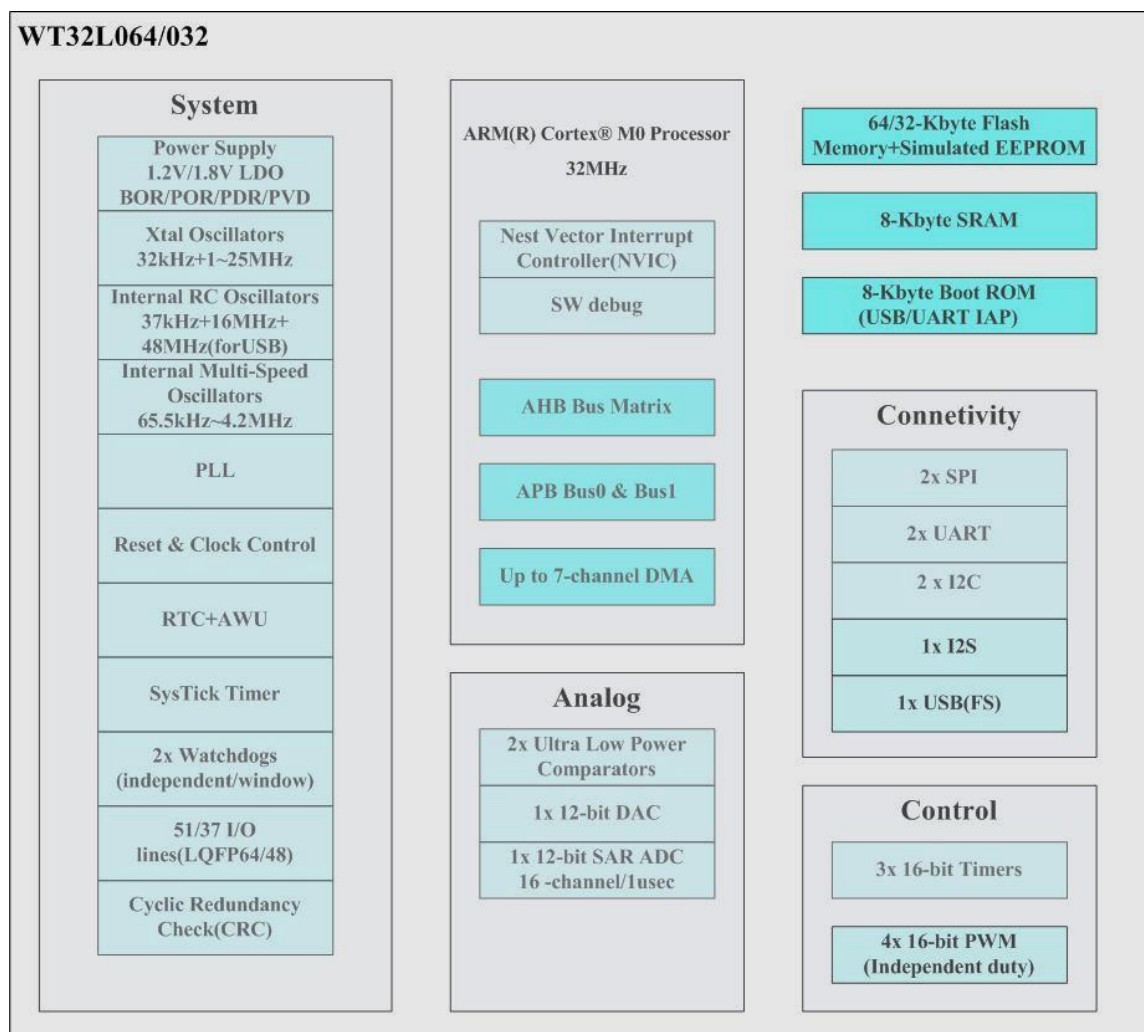 WT32L064/032
System
Power Supply
1.2V/1.8V LDO
BOR/POR/PDR/PVD
Xtal Oscillators
32kHz+1~25MHz
Internal RC Oscillators
37kHz+16MHz+
48MHz(forUSB)
Internal Multi-Speed
Oscillators
65.5kHz~4.2MHz
PLL
Reset & Clock Control
RTC+AWU
SysTick Timer
2x Watchdogs
(independent/window)
51/37 I/O
lines(LQFP64/48)
Cyclic Redundancy
Check(CRC)
ARM(R) Cortex® M0 Processor
32MHz
Nest Vector Interrupt
Controller(NVIC)
SW debug
AHB Bus Matrix
APB Bus0 & Bus1
Up to 7-channel DMA
Analog
2x Ultra Low Power
Comparators
1x 12-bit DAC
1x 12-bit SAR ADC
16 -channel/1usec
64/32-Kbyte Flash
Memory+Simulated EEPROM
8-Kbyte SRAM
8-Kbyte Boot ROM
(USB/UART IAP)
Connetivity
2x SPI
2x UART
2 x I2C
1x I2S
1x USB(FS)
Control
3x 16-bit Timers
4x 16-bit PWM
(Independent duty)